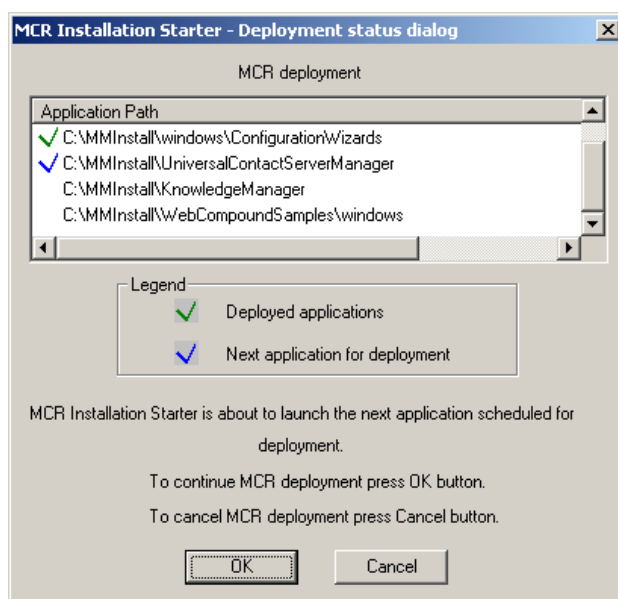 MCR Installation Starter - Deployment status dialog
MCR deployment
Application Path
C:\MMInstall\windows\ConfigurationWizards
C:\MMInstall\UniversalContactServerManager
C:\MMInstall\KnowledgeManager
C:\MMInstall\WebCompoundSamples\windows
Legend
Deployed applications
Next application for deployment
MCR Installation Starter is about to launch the next application scheduled for
deployment.
To continue MCR deployment press OK button.
To cancel MCR deployment press Cancel button.
OK Cancel